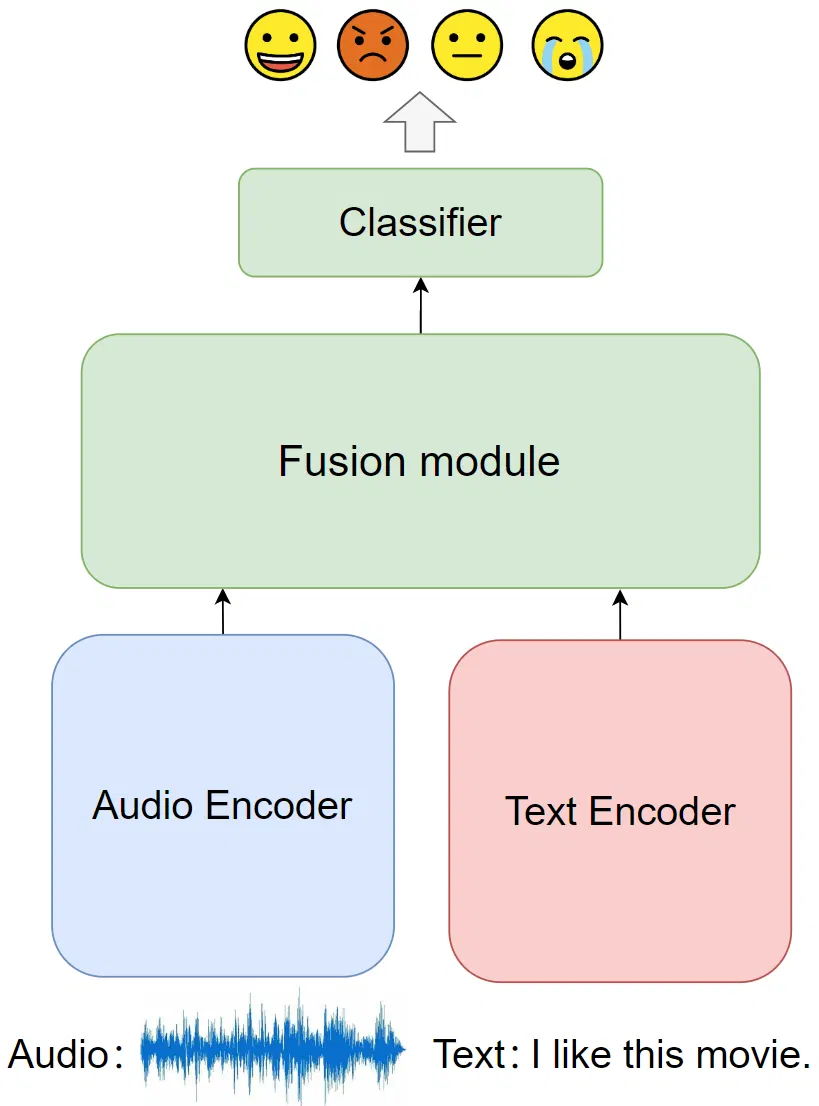 Classifier
Fusion module
Audio Encoder
Text Encoder
Audio:
Text: I like this movie.